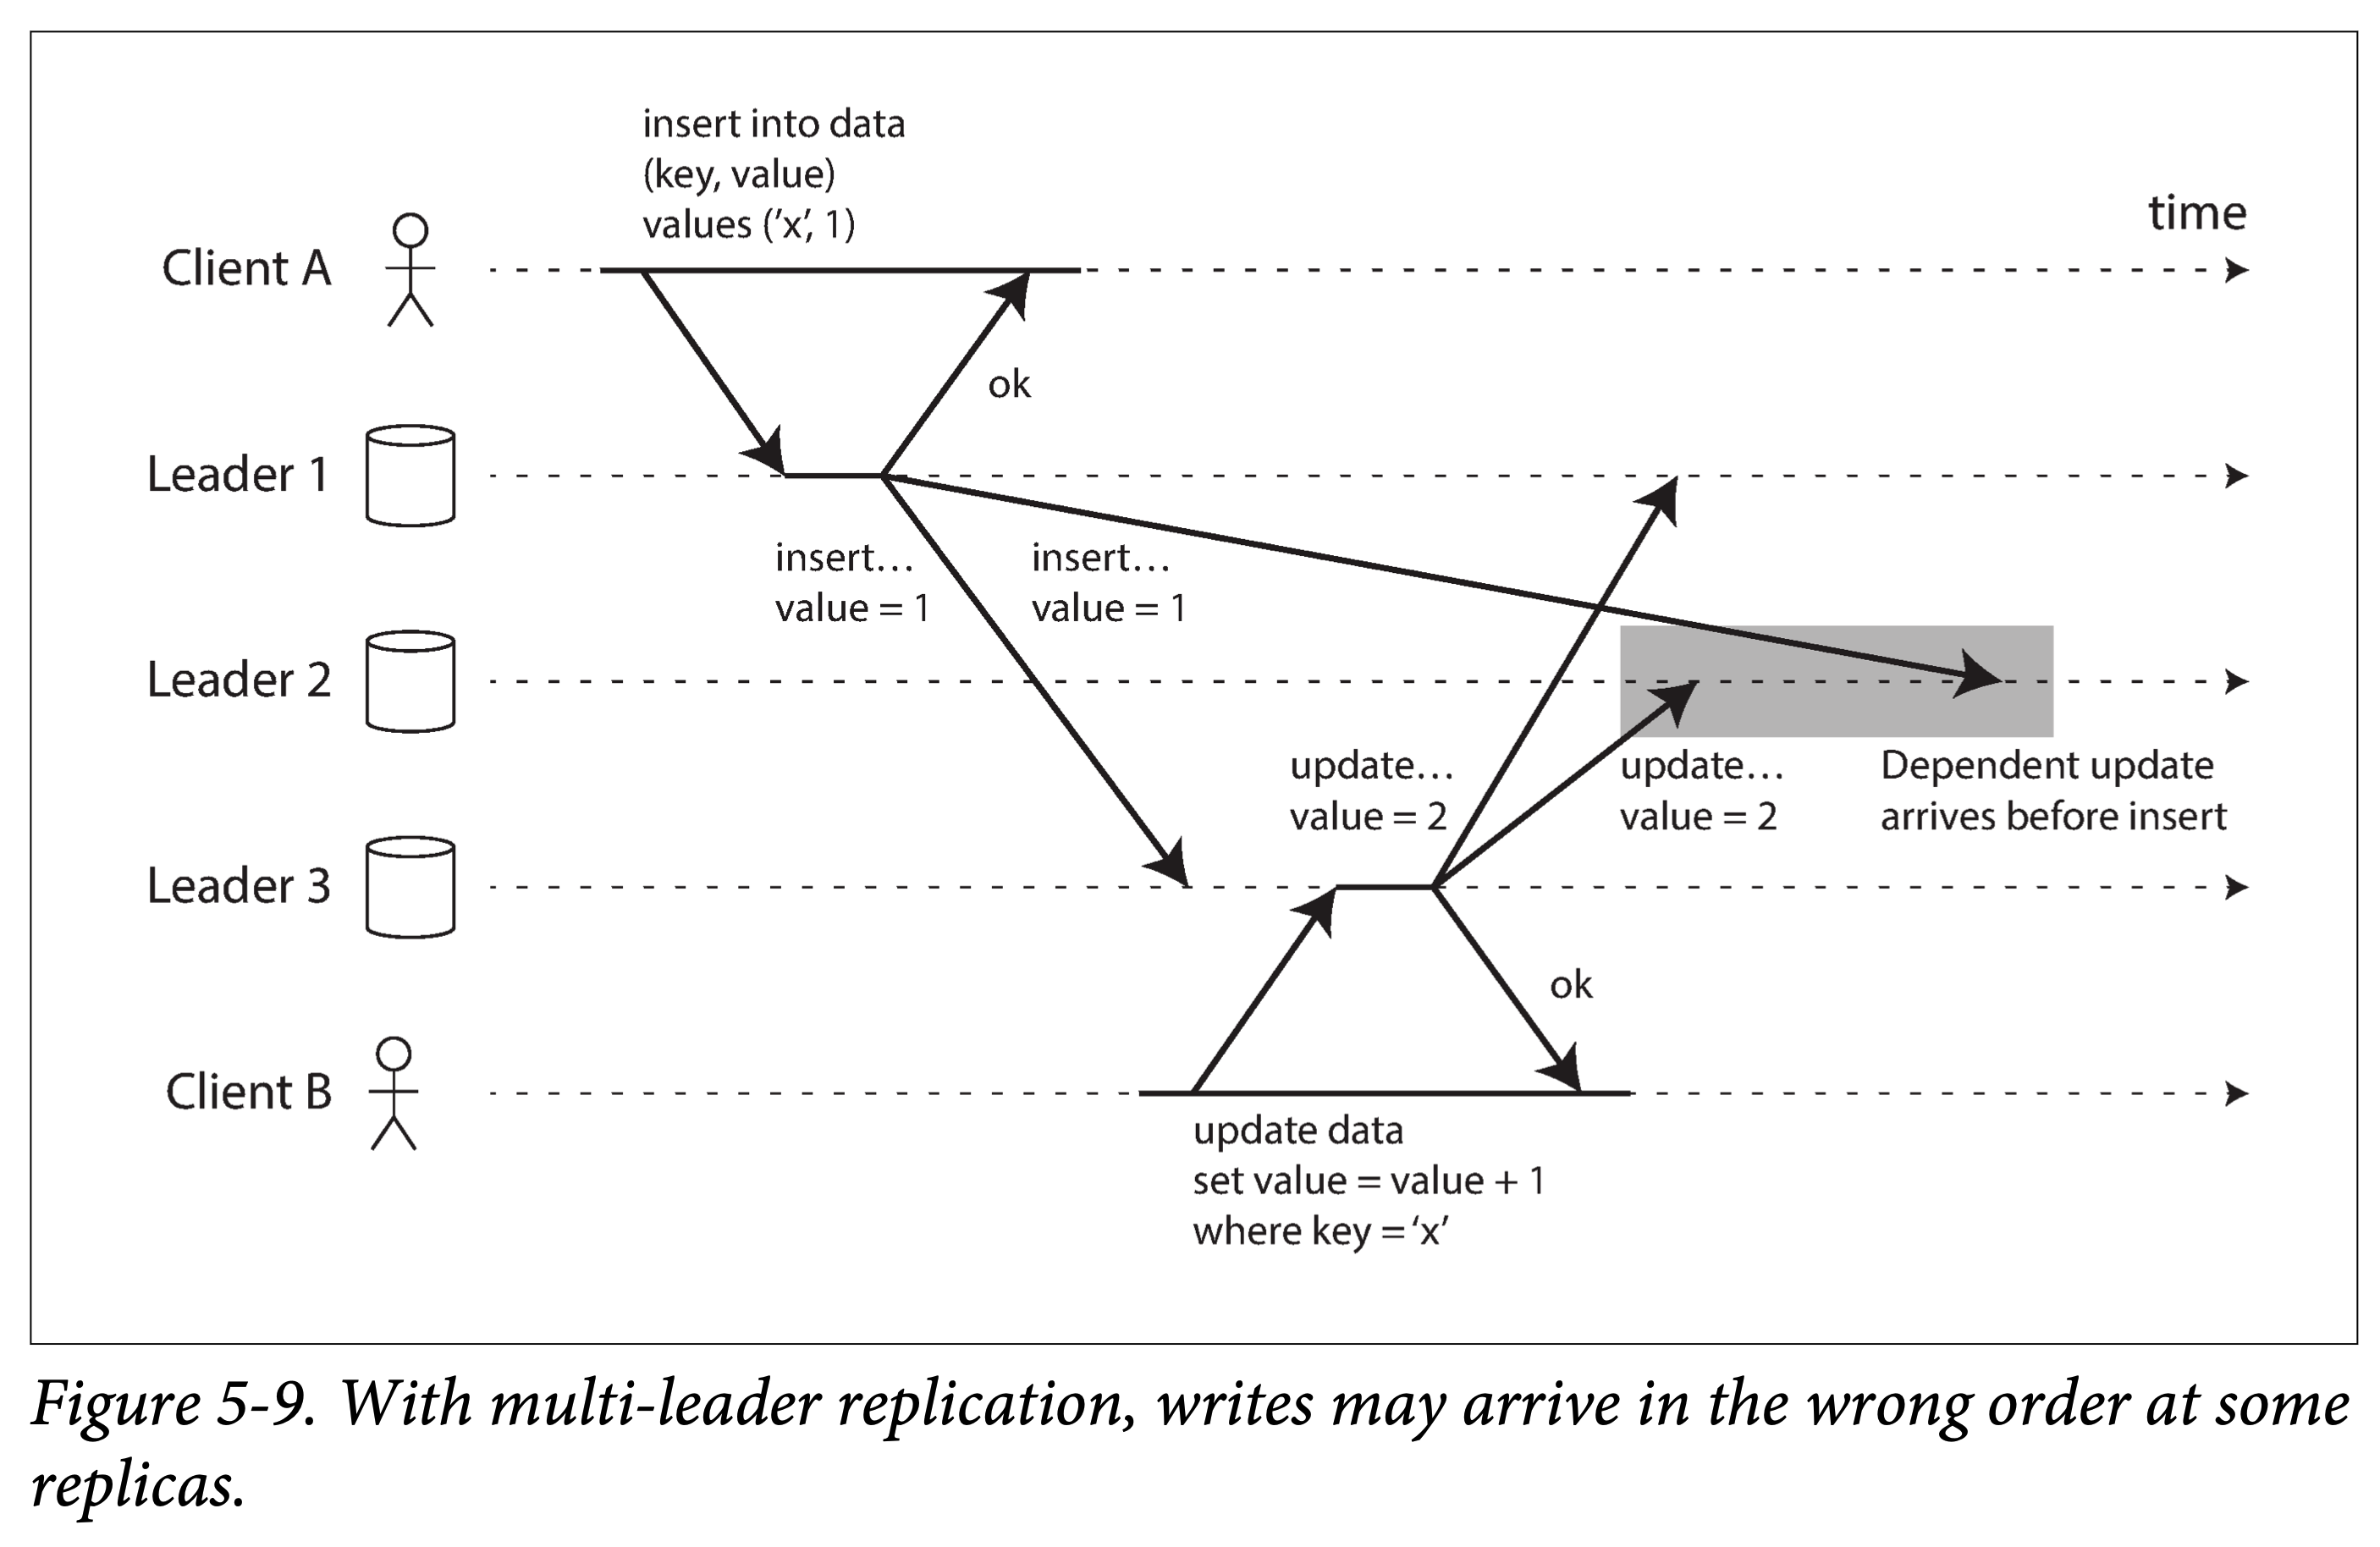 insert into data
(key, value)
values (’x’, 1)
time
Client A
ok
Leader 1
insert…
value = 1
insert…
value = 1
Leader 2
update…
value = 2
update…
value = 2
Dependent update
arrives before insert
Leader 3
ok
Client B
update data
set value = value + 1
where key = ‘x’
Figure 5-9. With multi-leader replication, writes may arrive in the wrong order at some
replicas.